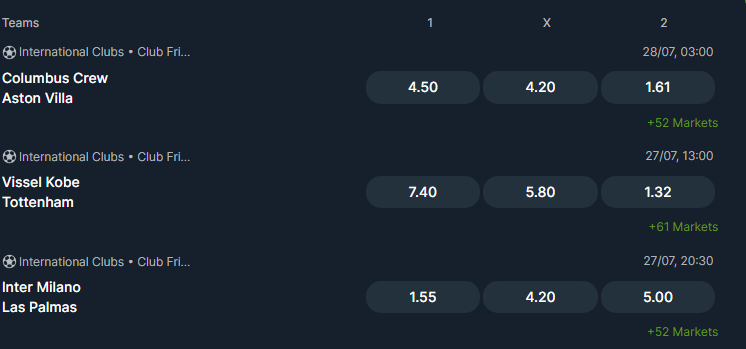 Teams 1 X 2
International Clubs • Club Fri... 28/07, 03:00
Columbus Crew
Aston Villa
4.50 4.20 1.61
+52 Markets
International Clubs • Club Fri... 27/07, 13:00
Vissel Kobe
Tottenham
7.40 5.80 1.32
+61 Markets
International Clubs • Club Fri... 27/07, 20:30
Inter Milano
Las Palmas
1.55 4.20 5.00
+52 Markets